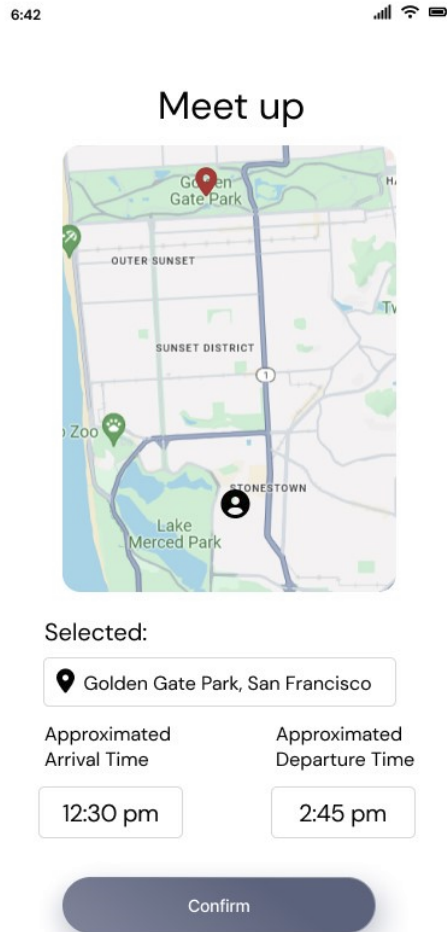 6:42
Meet up
Golden
Gate Park
OUTER SUNSET
SUNSET DISTRICT
1
Zoo
STONESTOWN
Lake
Merced Park
Selected:
Golden Gate Park, San Francisco
Approximated
Arrival Time
Approximated
Departure Time
12:30 pm
2:45 pm
Confirm